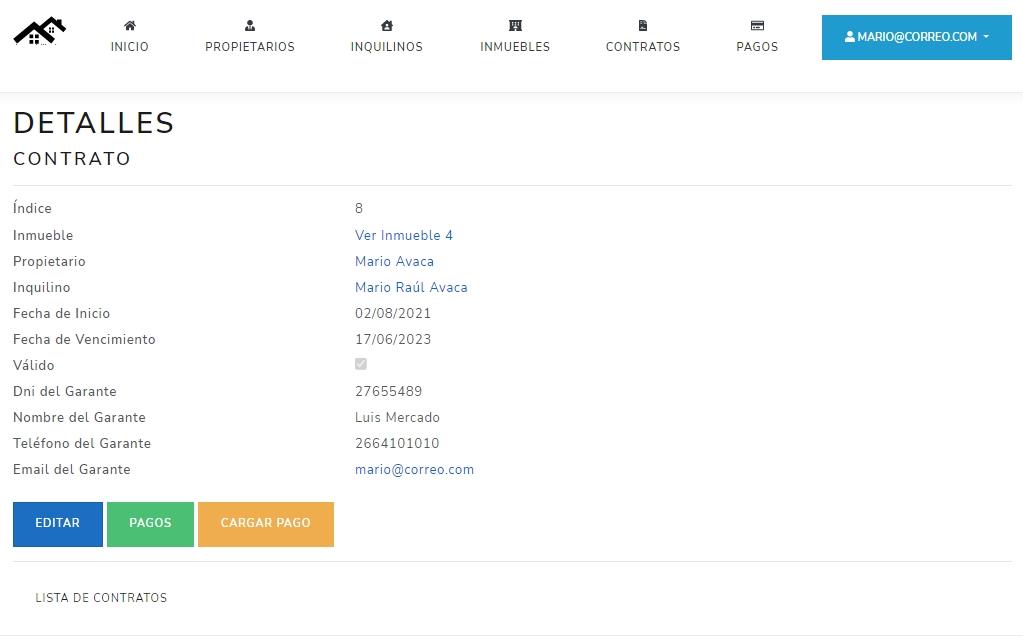 INICIO
PROPIETARIOS
INQUILINOS
INMUEBLES
CONTRATOS
PAGOS
MARIO@CORREO.COM
DETALLES
CONTRATO
Índice 8
Inmueble Ver Inmueble 4
Propietario Mario Avaca
Inquilino Mario Raúl Avaca
Fecha de Inicio 02/08/2021
Fecha de Vencimiento 17/06/2023
Válido
Dni del Garante 27655489
Nombre del Garante Luis Mercado
Teléfono del Garante 2664101010
Email del Garante mario@correo.com
EDITAR PAGOS CARGAR PAGO
LISTA DE CONTRATOS